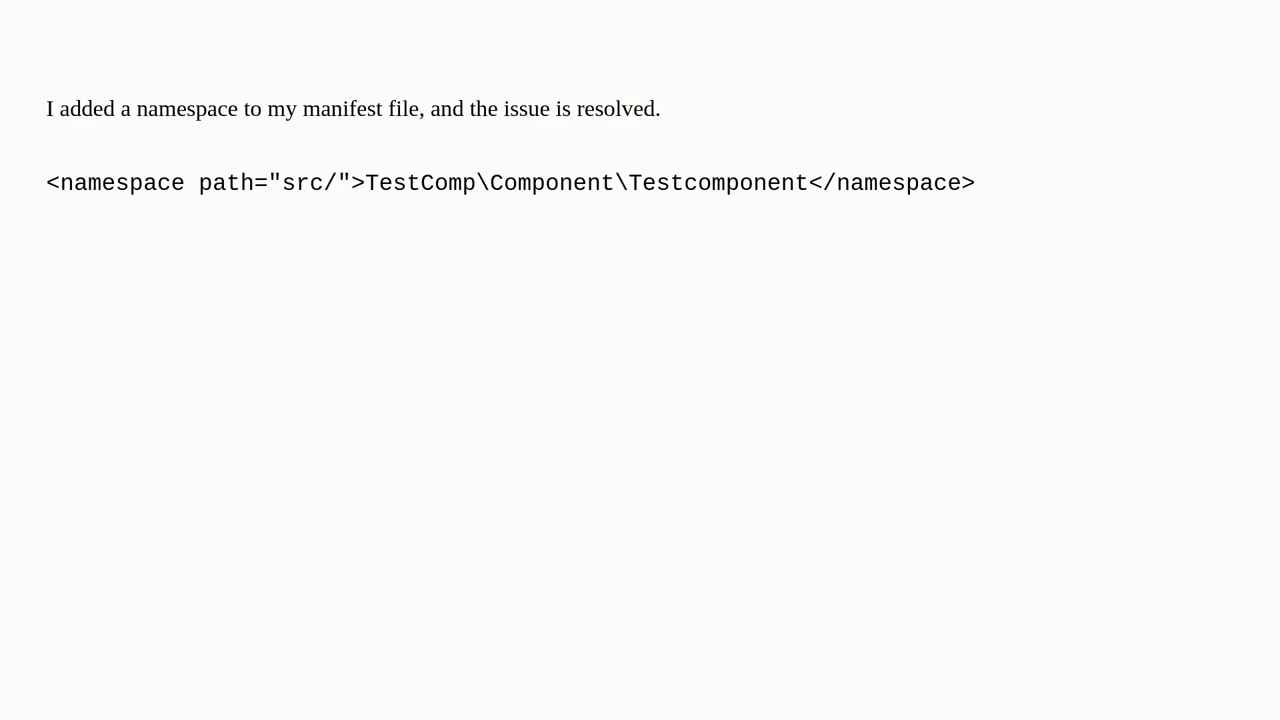 I added a namespace to my manifest file, and the issue is resolved.
<namespace path="src/">TestComp\Component\Testcomponent</namespace>